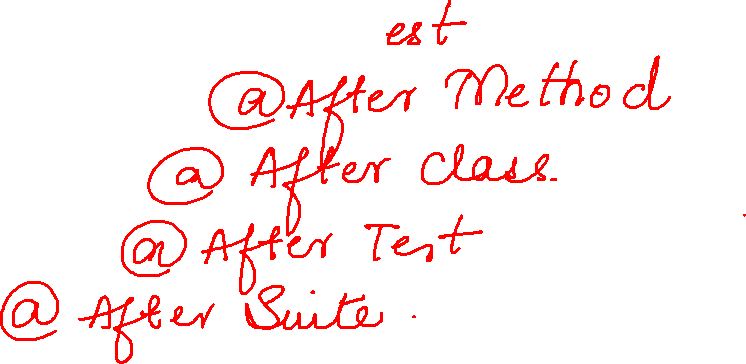 est
@After Method
@ After class.
@ After Test
@ After Suite.